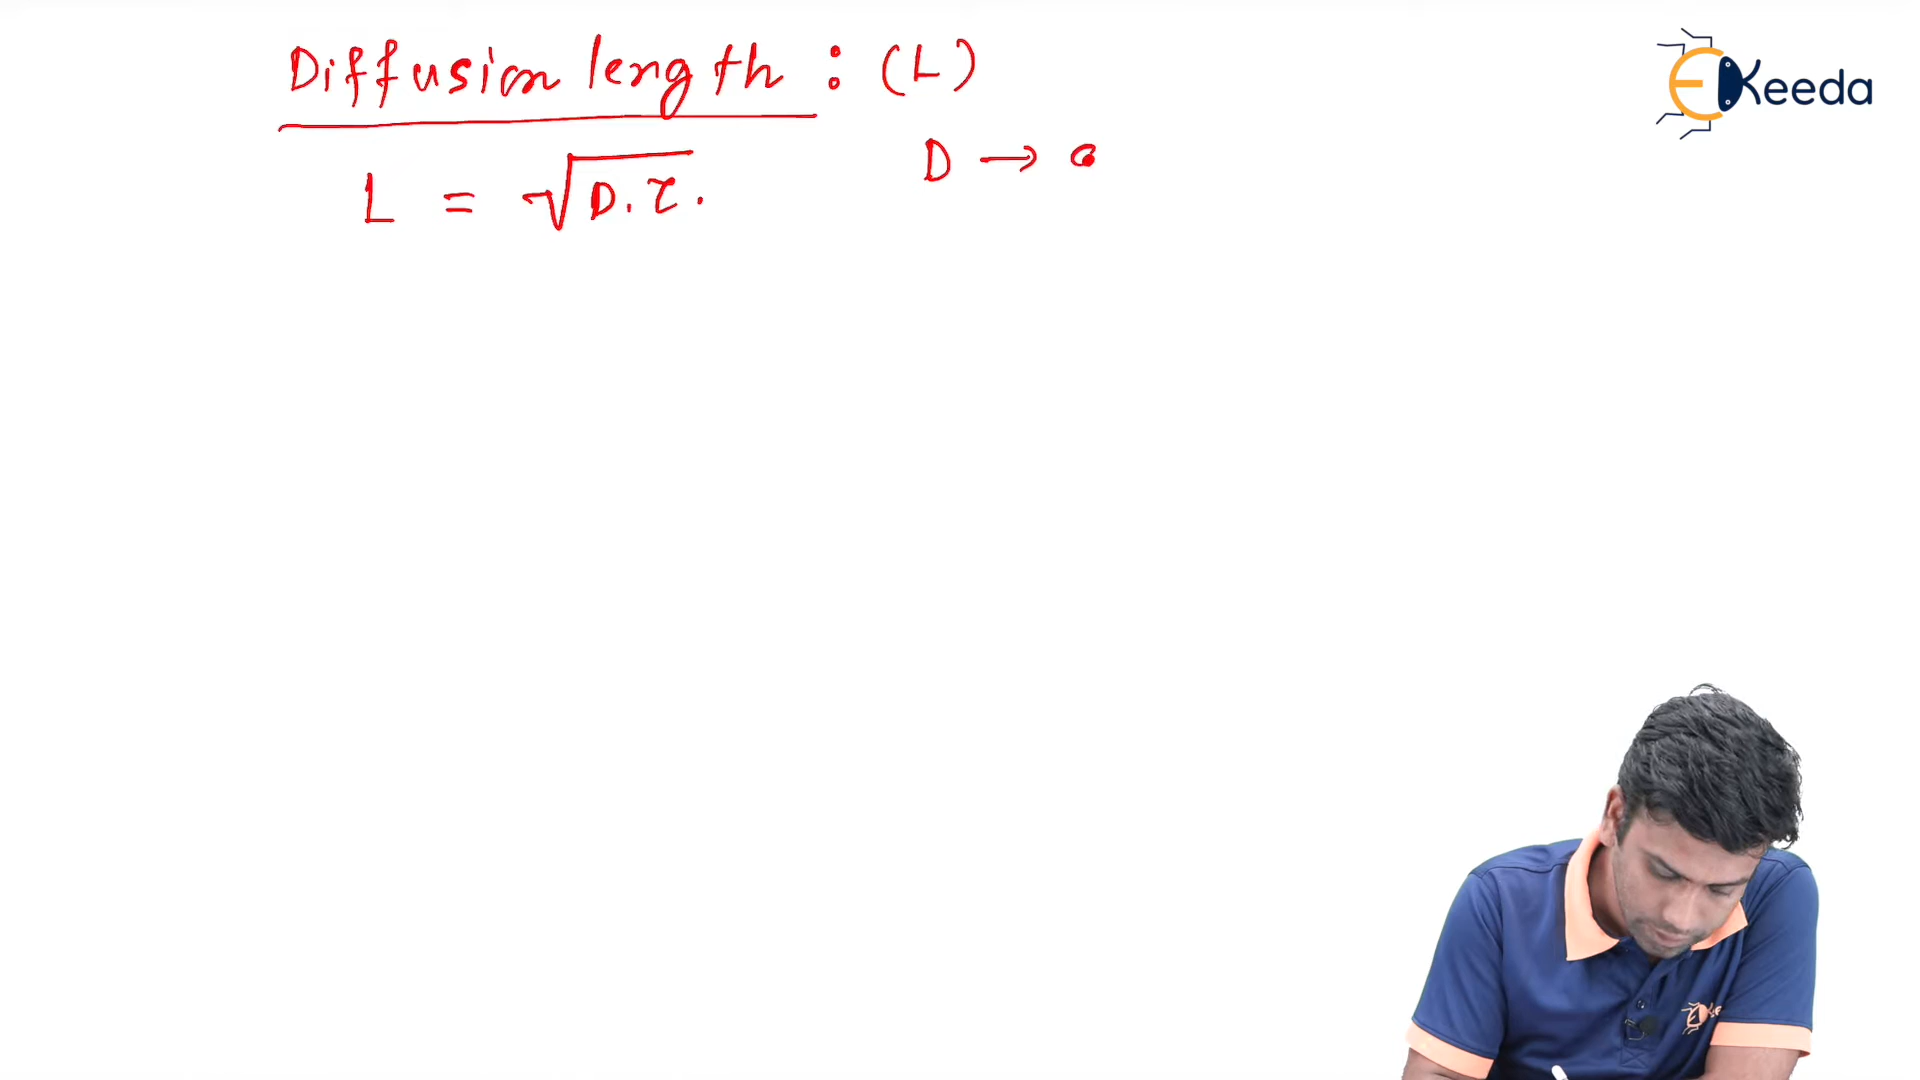 Diffusion length : (L)
L = √D.τ.
D →
EKeeda